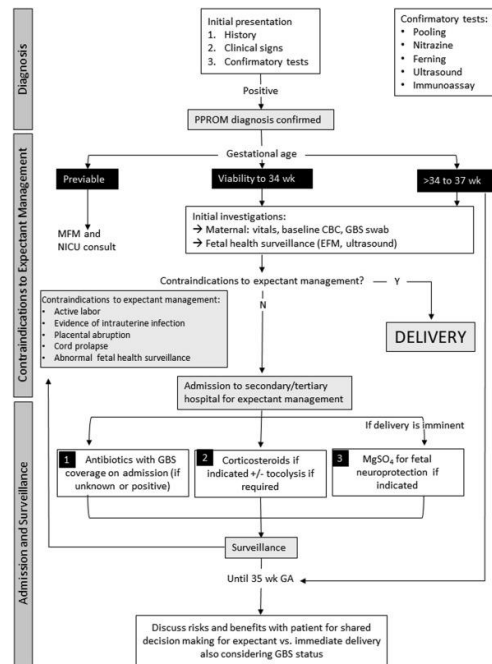 Initial presentation
1. History
2. Clinical signs
3. Confirmatory tests
Confirmatory tests:
• Pooling
• Nitrazine
• Ferning
• Ultrasound
• Immunoassay
Diagnosis
Positive
PPROM diagnosis confirmed
Contraindications to Expectant Management
Gestational age
Previable
Viability to 34 wk
>34 to 37 wk
MFM and
NICU consult
Initial investigations:
→ Maternal: vitals, baseline CBC, GBS swab
→ Fetal health surveillance (EFM, ultrasound)
Contraindications to expectant management?
Y
N
DELIVERY
Contraindications to expectant management:
• Active labor
• Evidence of intrauterine infection
• Placental abruption
• Cord prolapse
• Abnormal fetal health surveillance
Admission to secondary/tertiary
hospital for expectant management
Admission and Surveillance
If delivery is imminent
1 Antibiotics with GBS
coverage on admission (if
unknown or positive)
2 Corticosteroids if
indicated +/- tocolysis if
required
3 MgSO₄ for fetal
neuroprotection if
indicated
Surveillance
Until 35 wk GA
Discuss risks and benefits with patient for shared
decision making for expectant vs. immediate delivery
also considering GBS status